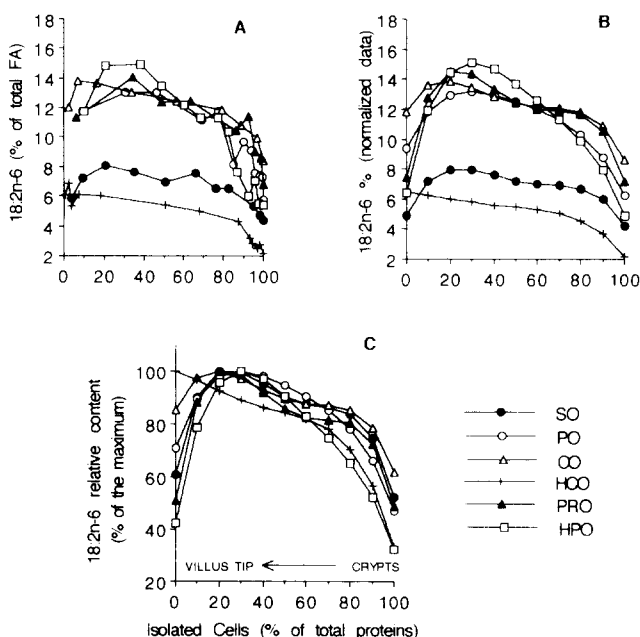 A
18:2n-6 (% of total FA)
18
16
14
12
10
8
6
4
2
0 20 40 60 80 100
B
18:2n-6 % (normalized data)
18
16
14
12
10
8
6
4
2
0 20 40 60 80 100
C
18:2n-6 relative content
(% of the maximum)
100
80
60
40
20
VILLUS TIP ← CRYPTS
0 20 40 60 80 100
Isolated Cells (% of total proteins)
SO
PO
OO
HOO
PRO
HPO